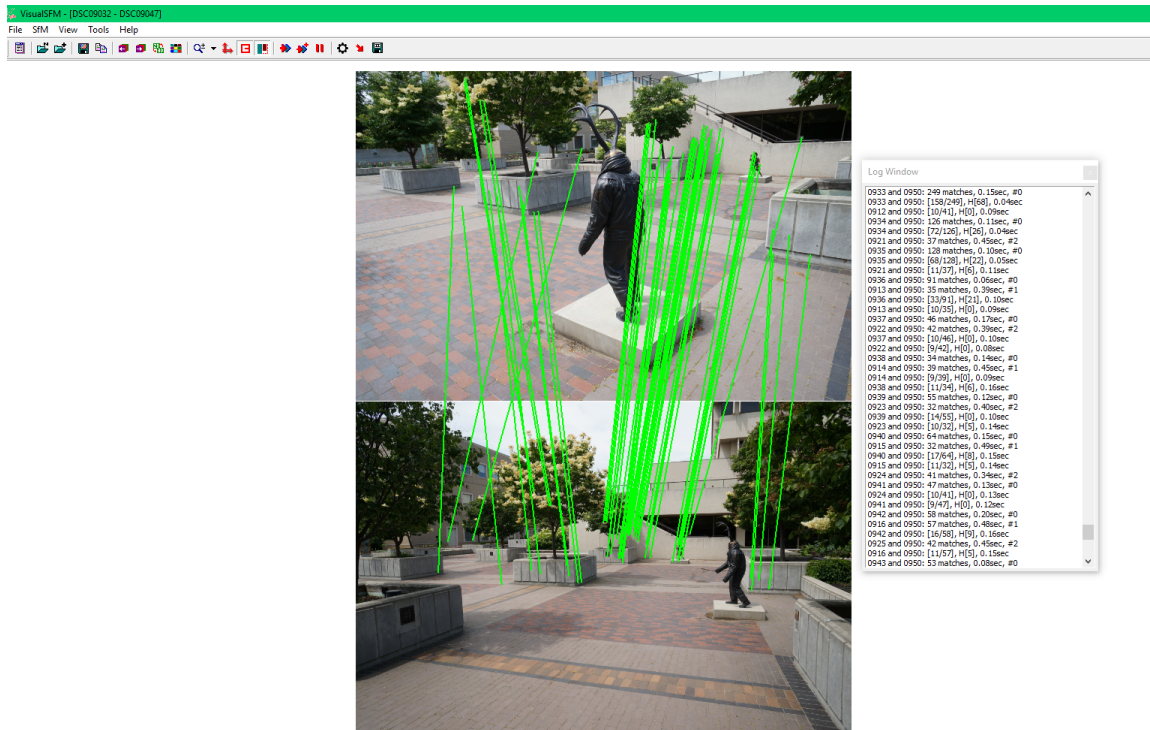 VisualSFM - [DSC09032 - DSC09047]
File SfM View Tools Help
Log Window
0933 and 0950: 249 matches, 0.15sec, #0
0933 and 0950: [158/249], H[68], 0.04sec
0912 and 0950: [10/41], H[0], 0.09sec
0934 and 0950: 126 matches, 0.11sec, #0
0934 and 0950: [72/126], H[26], 0.04sec
0921 and 0950: 37 matches, 0.45sec, #2
0935 and 0950: 128 matches, 0.10sec, #0
0935 and 0950: [68/128], H[22], 0.05sec
0921 and 0950: [11/37], H[6], 0.11sec
0936 and 0950: 91 matches, 0.06sec, #0
0913 and 0950: 35 matches, 0.39sec, #1
0936 and 0950: [33/91], H[21], 0.10sec
0913 and 0950: [10/35], H[0], 0.09sec
0937 and 0950: 46 matches, 0.17sec, #0
0922 and 0950: 42 matches, 0.39sec, #2
0937 and 0950: [10/46], H[0], 0.10sec
0922 and 0950: [9/42], H[0], 0.08sec
0938 and 0950: 34 matches, 0.14sec, #0
0914 and 0950: 39 matches, 0.45sec, #1
0914 and 0950: [9/39], H[0], 0.09sec
0938 and 0950: [11/34], H[6], 0.16sec
0939 and 0950: 55 matches, 0.12sec, #0
0923 and 0950: 32 matches, 0.40sec, #2
0939 and 0950: [14/55], H[0], 0.10sec
0923 and 0950: [10/32], H[5], 0.14sec
0940 and 0950: 64 matches, 0.15sec, #0
0915 and 0950: 32 matches, 0.49sec, #1
0940 and 0950: [17/64], H[8], 0.15sec
0915 and 0950: [11/32], H[5], 0.14sec
0924 and 0950: 41 matches, 0.34sec, #2
0941 and 0950: 47 matches, 0.13sec, #0
0924 and 0950: [10/41], H[0], 0.13sec
0941 and 0950: [9/47], H[0], 0.12sec
0942 and 0950: 58 matches, 0.20sec, #0
0916 and 0950: 57 matches, 0.48sec, #1
0942 and 0950: [16/58], H[9], 0.16sec
0925 and 0950: 42 matches, 0.45sec, #2
0916 and 0950: [11/57], H[5], 0.15sec
0943 and 0950: 53 matches, 0.08sec, #0